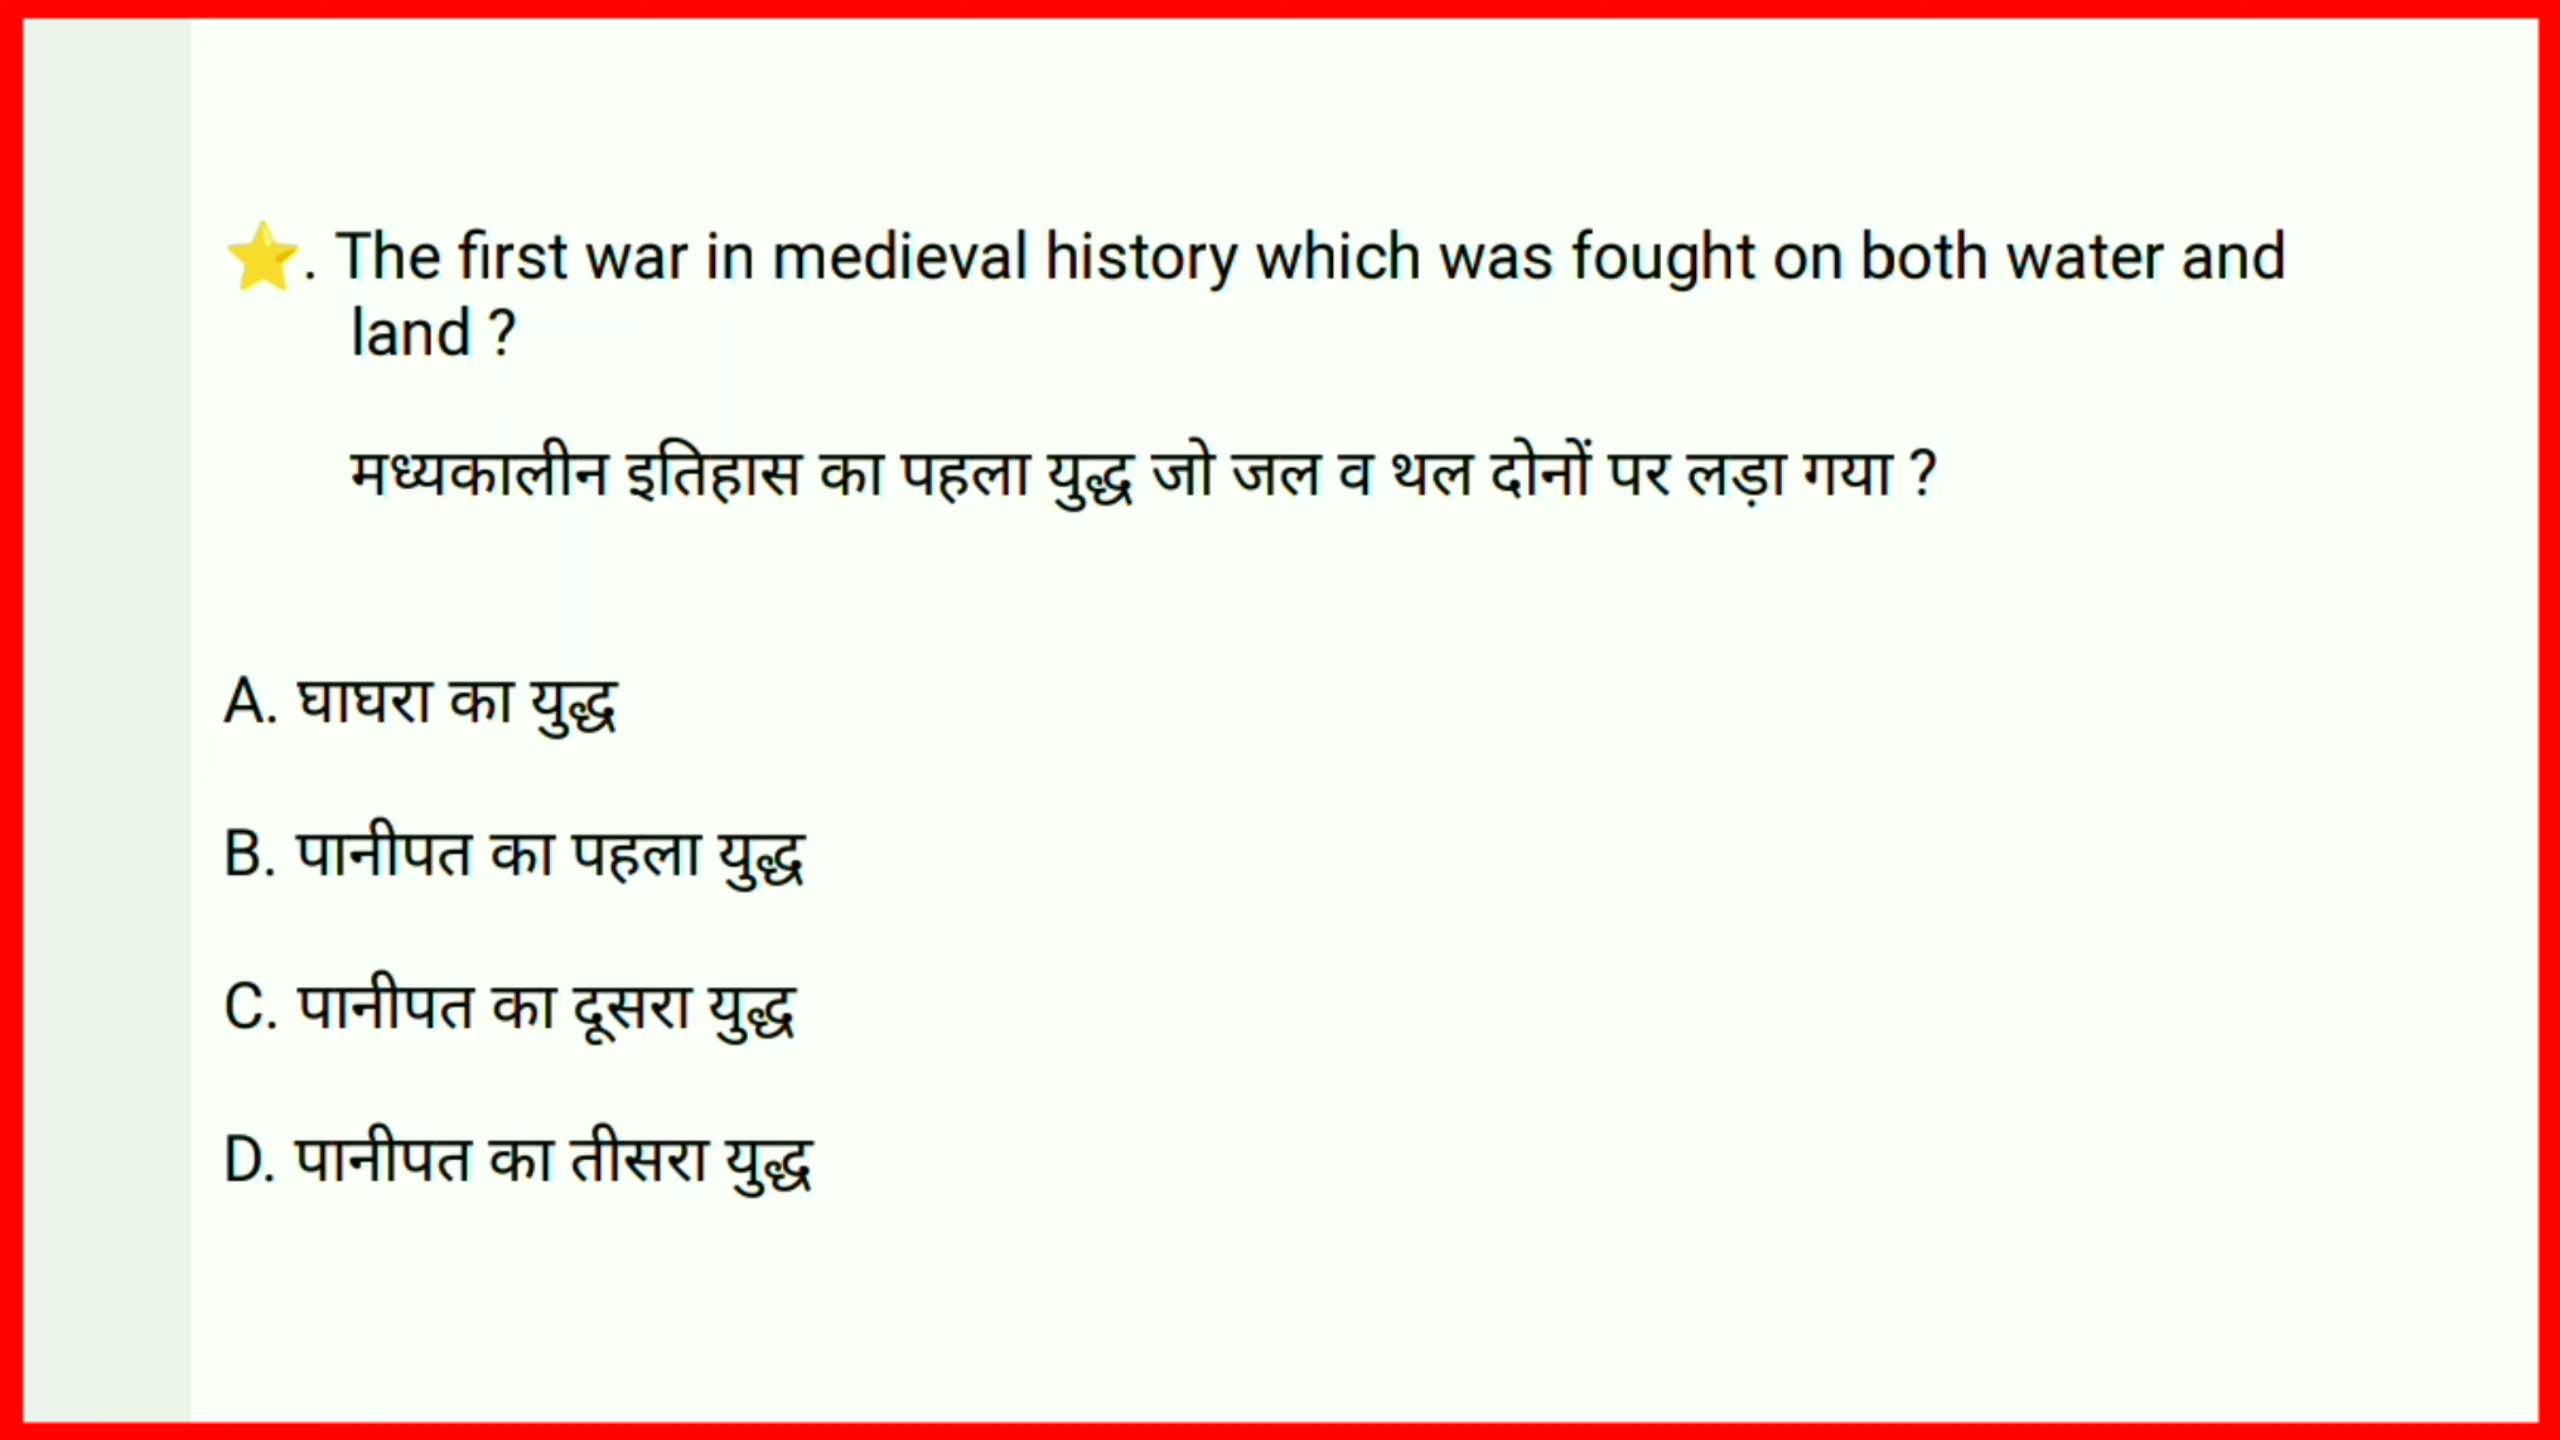 ⭐. The first war in medieval history which was fought on both water and
land ?
मध्यकालीन इतिहास का पहला युद्ध जो जल व थल दोनों पर लड़ा गया ?
A. घाघरा का युद्ध
B. पानीपत का पहला युद्ध
C. पानीपत का दूसरा युद्ध
D. पानीपत का तीसरा युद्ध